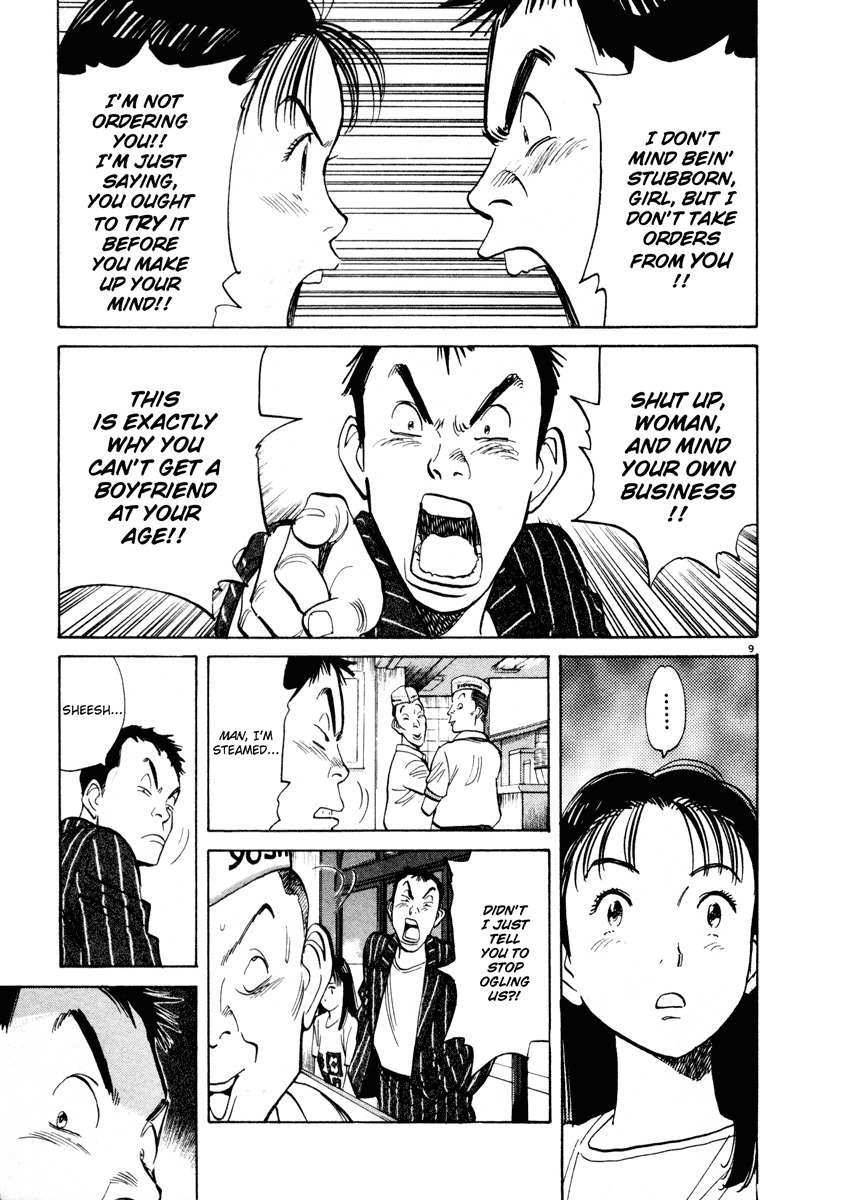 I DON'T
MIND BEIN'
STUBBORN,
GIRL, BUT I
DON'T TAKE
ORDERS
FROM YOU
!!
I'M NOT
ORDERING
YOU!!
I'M JUST
SAYING,
YOU OUGHT
TO TRY IT
BEFORE
YOU MAKE
UP YOUR
MIND!!
SHUT UP,
WOMAN,
AND MIND
YOUR OWN
BUSINESS
!!
THIS
IS EXACTLY
WHY YOU
CAN'T GET A
BOYFRIEND
AT YOUR
AGE!!
9
......
MAN, I'M
STEAMED...
SHEESH...
DIDN'T
I JUST
TELL
YOU TO
STOP
OGLING
US?!
YOSH